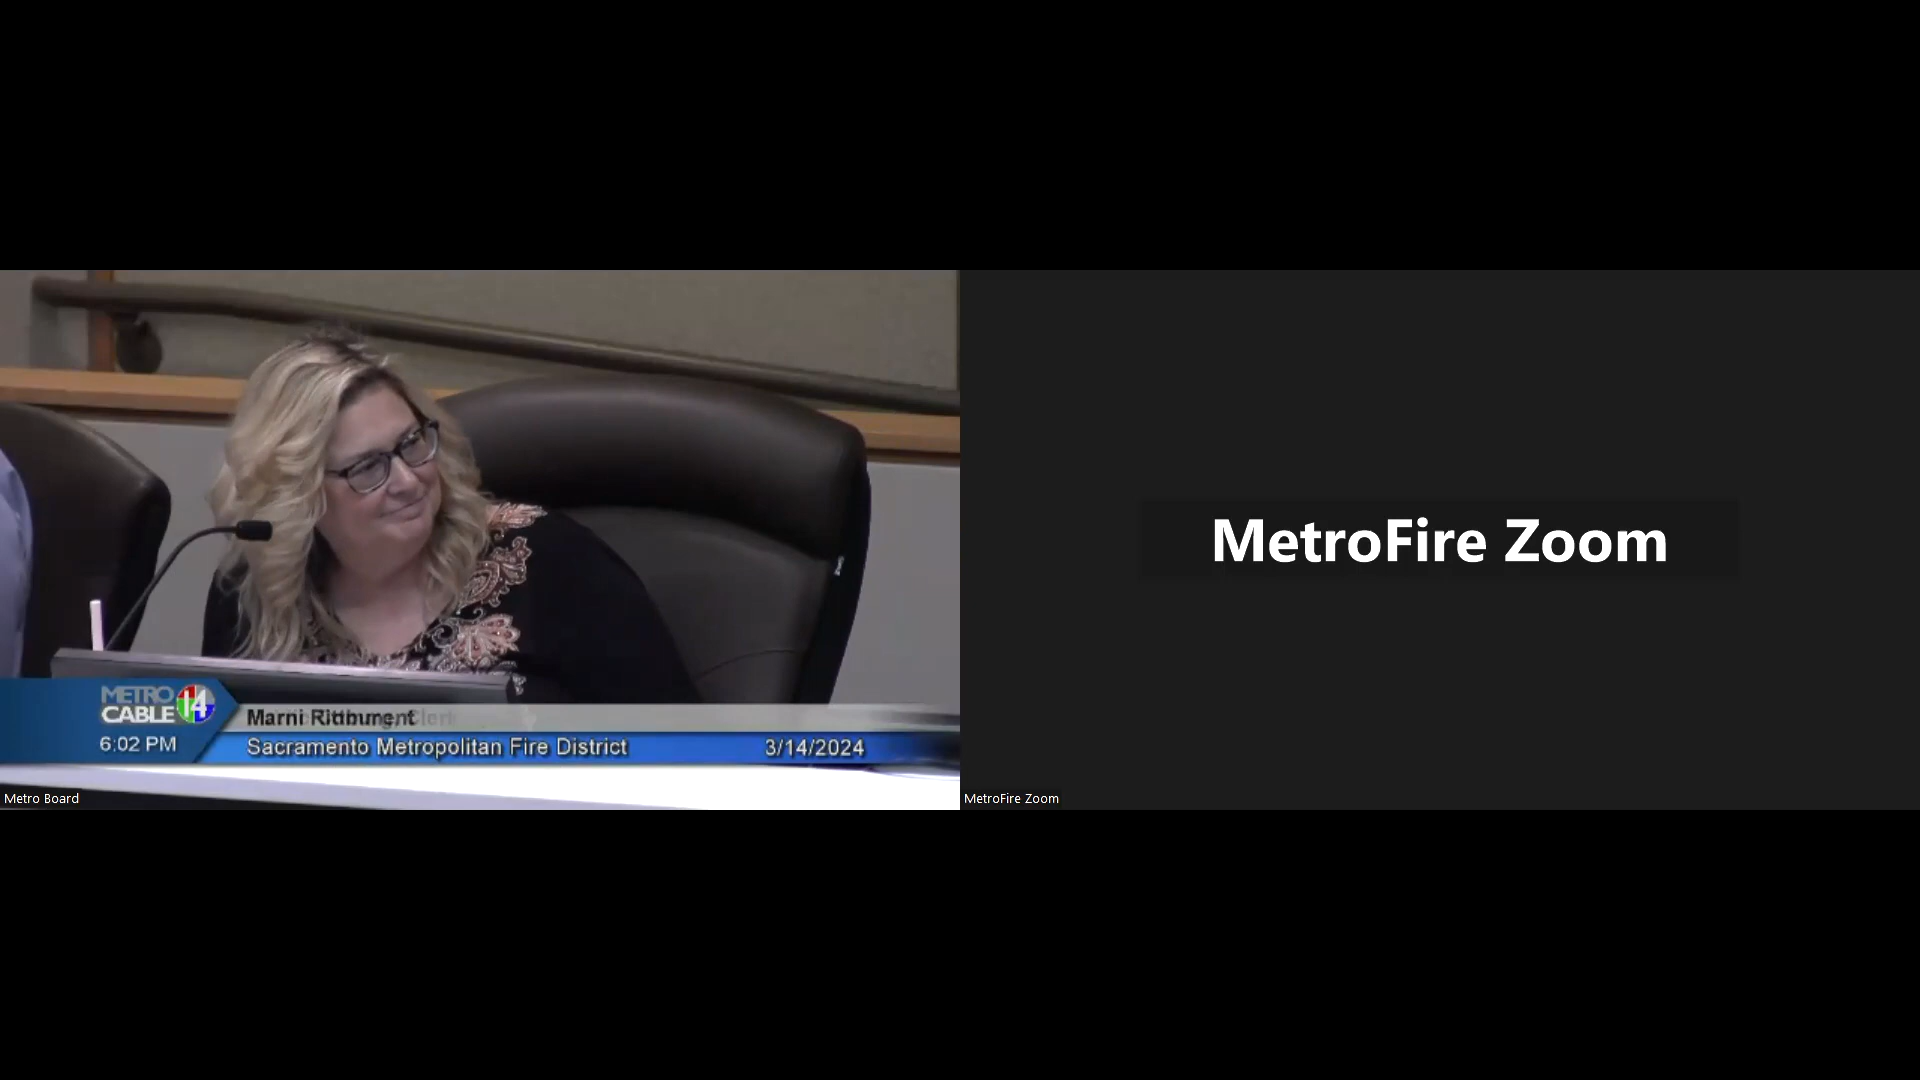 METRO
CABLE 14
6:02 PM
Marni
Sacramento Metropolitan Fire District
3/14/2024
Metro Board
MetroFire Zoom
MetroFire Zoom